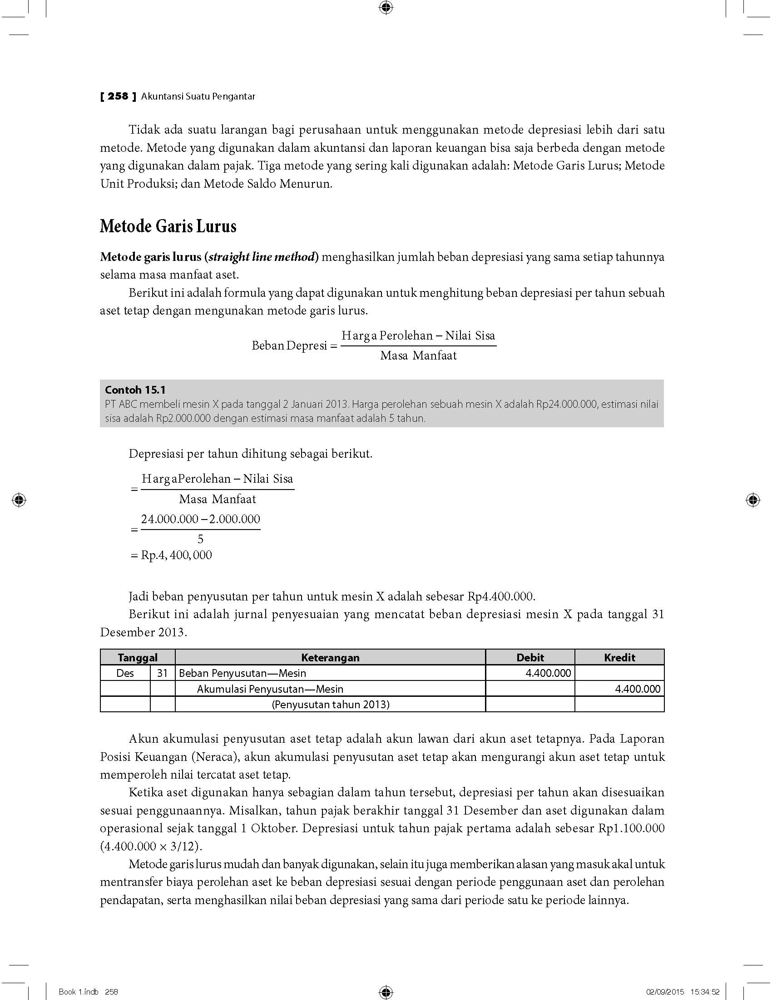 [ 258 ] Akuntansi Suatu Pengantar
Tidak ada suatu larangan bagi perusahaan untuk menggunakan metode depresiasi lebih dari satu
metode. Metode yang digunakan dalam akuntansi dan laporan keuangan bisa saja berbeda dengan metode
yang digunakan dalam pajak. Tiga metode yang sering kali digunakan adalah: Metode Garis Lurus; Metode
Unit Produksi; dan Metode Saldo Menurun.
Metode Garis Lurus
Metode garis lurus (straight line method) menghasilkan jumlah beban depresiasi yang sama setiap tahunnya
selama masa manfaat aset.
Berikut ini adalah formula yang dapat digunakan untuk menghitung beban depresiasi per tahun sebuah
aset tetap dengan mengunakan metode garis lurus.
Harga Perolehan – Nilai Sisa
Beban Depresi =
Masa Manfaat
Contoh 15.1
PT ABC membeli mesin X pada tanggal 2 Januari 2013. Harga perolehan sebuah mesin X adalah Rp24.000.000, estimasi nilai
sisa adalah Rp2.000.000 dengan estimasi masa manfaat adalah 5 tahun.
Depresiasi per tahun dihitung sebagai berikut.
HargaPerolehan – Nilai Sisa
=
Masa Manfaat
24.000.000 – 2.000.000
=
5
= Rp.4, 400, 000
Jadi beban penyusutan per tahun untuk mesin X adalah sebesar Rp4.400.000.
Berikut ini adalah jurnal penyesuaian yang mencatat beban depresiasi mesin X pada tanggal 31
Desember 2013.
Tanggal Keterangan Debit Kredit
Des 31 Beban Penyusutan—Mesin 4.400.000
Akumulasi Penyusutan—Mesin 4.400.000
(Penyusutan tahun 2013)
Akun akumulasi penyusutan aset tetap adalah akun lawan dari akun aset tetapnya. Pada Laporan
Posisi Keuangan (Neraca), akun akumulasi penyusutan aset tetap akan mengurangi akun aset tetap untuk
memperoleh nilai tercatat aset tetap.
Ketika aset digunakan hanya sebagian dalam tahun tersebut, depresiasi per tahun akan disesuaikan
sesuai penggunaannya. Misalkan, tahun pajak berakhir tanggal 31 Desember dan aset digunakan dalam
operasional sejak tanggal 1 Oktober. Depresiasi untuk tahun pajak pertama adalah sebesar Rp1.100.000
(4.400.000 × 3/12).
Metode garis lurus mudah dan banyak digunakan, selain itu juga memberikan alasan yang masuk akal untuk
mentransfer biaya perolehan aset ke beban depresiasi sesuai dengan periode penggunaan aset dan perolehan
pendapatan, serta menghasilkan nilai beban depresiasi yang sama dari periode satu ke periode lainnya.
Book 1.indb 258 02/09/2015 15:34:52